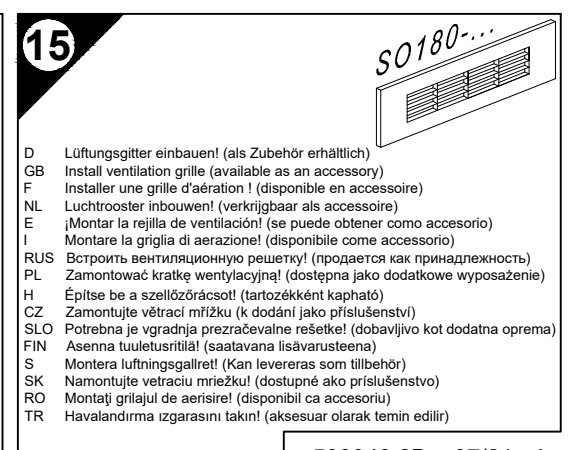 15
SO180-...
D Lüftungsgitter einbauen! (als Zubehör erhältlich)
GB Install ventilation grille (available as an accessory)
F Installer une grille d'aération ! (disponible en accessoire)
NL Luchtrooster inbouwen! (verkrijgbaar als accessoire)
E ¡Montar la rejilla de ventilación! (se puede obtener como accesorio)
I Montare la griglia di aerazione! (disponibile come accessorio)
RUS Встроить вентиляционную решетку! (продается как принадлежность)
PL Zamontować kratkę wentylacyjną! (dostępna jako dodatkowe wyposażenie)
H Építse be a szellőzőrácsot! (tartozékként kapható)
CZ Zamontujte větrací mřížku (k dodání jako příslušenství)
SLO Potrebna je vgradnja prezračevalne rešetke! (dobavljivo kot dodatna oprema)
FIN Asenna tuuletusritilä! (saatavana lisävarusteena)
S Montera luftningsgallret! (Kan levereras som tillbehör)
SK Namontujte vetraciu mriežku! (dostupné ako príslušenstvo)
RO Montaţi grilajul de aerisire! (disponibil ca accesoriu)
TR Havalandırma ızgarasını takın! (aksesuar olarak temin edilir)